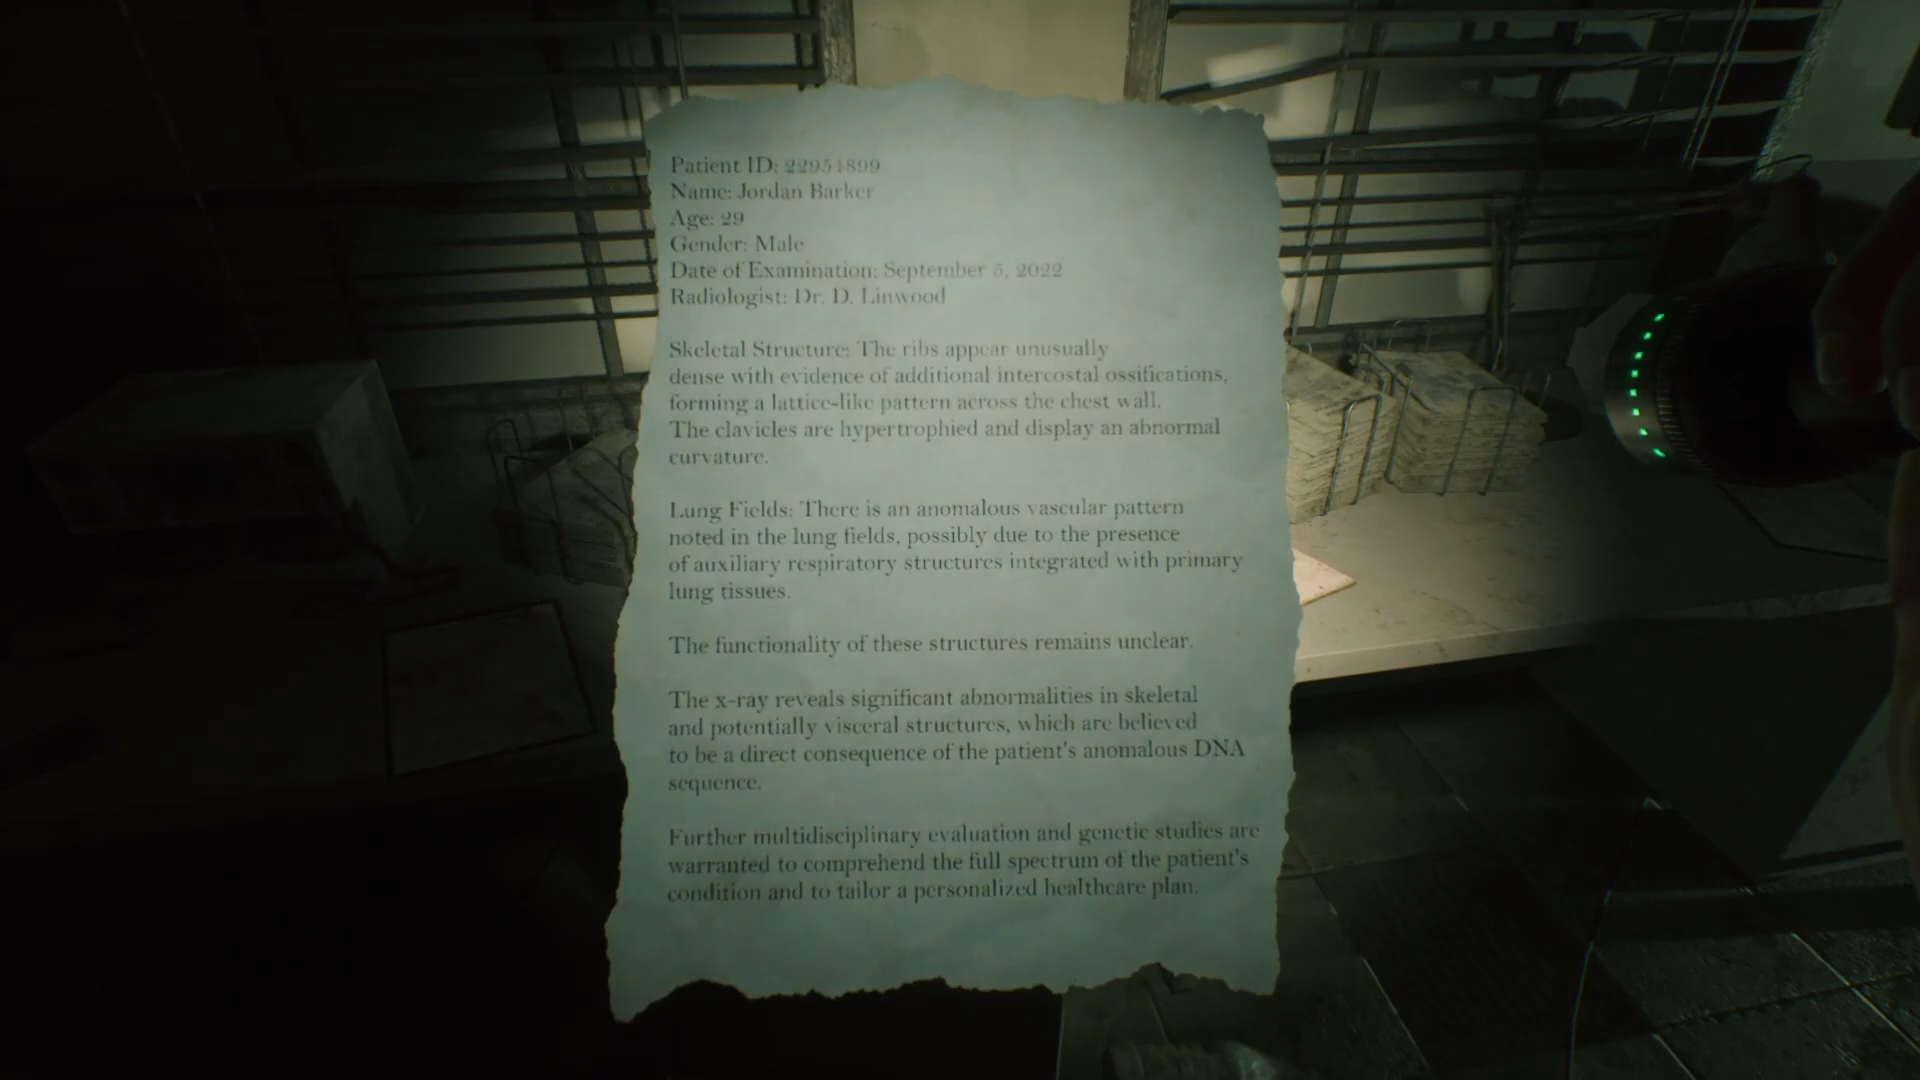 Patient ID: 22951899
Name: Jordan Barker
Age: 29
Gender: Male
Date of Examination: September 5, 2022
Radiologist: Dr. D. Linwood
Skeletal Structure: The ribs appear unusually
dense with evidence of additional intercostal ossifications,
forming a lattice-like pattern across the chest wall.
The clavicles are hypertrophied and display an abnormal
curvature.
Lung Fields: There is an anomalous vascular pattern
noted in the lung fields, possibly due to the presence
of auxiliary respiratory structures integrated with primary
lung tissues.
The functionality of these structures remains unclear.
The x-ray reveals significant abnormalities in skeletal
and potentially visceral structures, which are believed
to be a direct consequence of the patient's anomalous DNA
sequence.
Further multidisciplinary evaluation and genetic studies are
warranted to comprehend the full spectrum of the patient's
condition and to tailor a personalized healthcare plan.